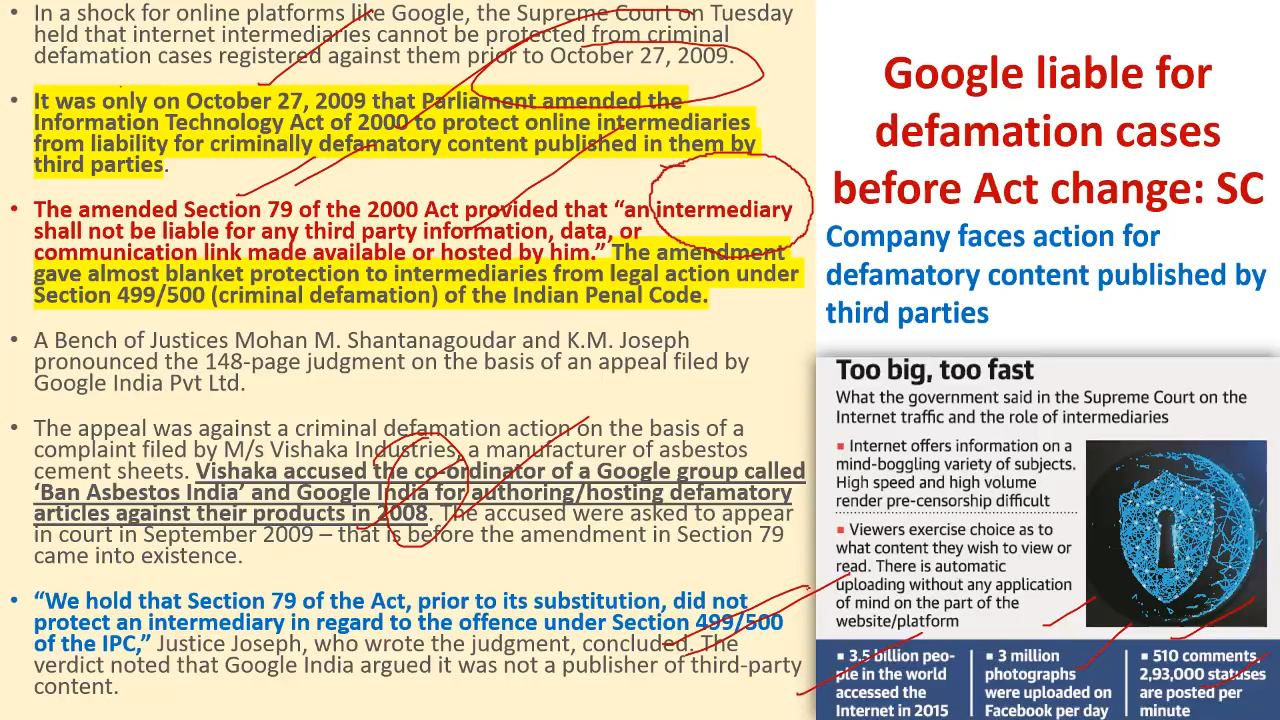 • In a shock for online platforms like Google, the Supreme Court on Tuesday
held that internet intermediaries cannot be protected from criminal
defamation cases registered against them prior to October 27, 2009.
• It was only on October 27, 2009 that Parliament amended the
Information Technology Act of 2000 to protect online intermediaries
from liability for criminally defamatory content published in them by
third parties.
• The amended Section 79 of the 2000 Act provided that “an intermediary
shall not be liable for any third party information, data, or
communication link made available or hosted by him.” The amendment
gave almost blanket protection to intermediaries from legal action under
Section 499/500 (criminal defamation) of the Indian Penal Code.
• A Bench of Justices Mohan M. Shantanagoudar and K.M. Joseph
pronounced the 148-page judgment on the basis of an appeal filed by
Google India Pvt Ltd.
• The appeal was against a criminal defamation action on the basis of a
complaint filed by M/s Vishaka Industries, a manufacturer of asbestos
cement sheets. Vishaka accused the co-ordinator of a Google group called
‘Ban Asbestos India’ and Google India for authoring/hosting defamatory
articles against their products in 2008. The accused were asked to appear
in court in September 2009 – that is before the amendment in Section 79
came into existence.
• “We hold that Section 79 of the Act, prior to its substitution, did not
protect an intermediary in regard to the offence under Section 499/500
of the IPC,” Justice Joseph, who wrote the judgment, concluded. The
verdict noted that Google India argued it was not a publisher of third-party
content.
Google liable for
defamation cases
before Act change: SC
Company faces action for
defamatory content published by
third parties
Too big, too fast
What the government said in the Supreme Court on the
Internet traffic and the role of intermediaries
■ Internet offers information on a
mind-boggling variety of subjects.
High speed and high volume
render pre-censorship difficult
■ Viewers exercise choice as to
what content they wish to view or
read. There is automatic
uploading without any application
of mind on the part of the
website/platform
■ 3.5 billion peo-
ple in the world
accessed the
Internet in 2015
■ 3 million
photographs
were uploaded on
Facebook per day
■ 510 comments,
2,93,000 statuses
are posted per
minute